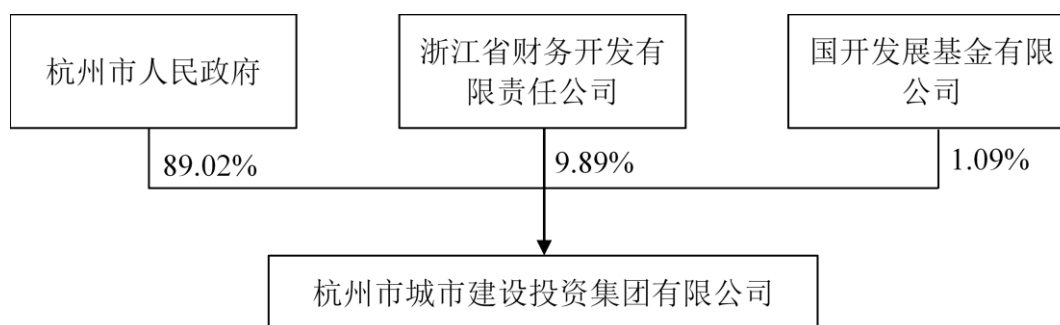 杭州市人民政府
浙江省财务开发有
限责任公司
国开发展基金有限
公司
89.02%
9.89%
1.09%
杭州市城市建设投资集团有限公司